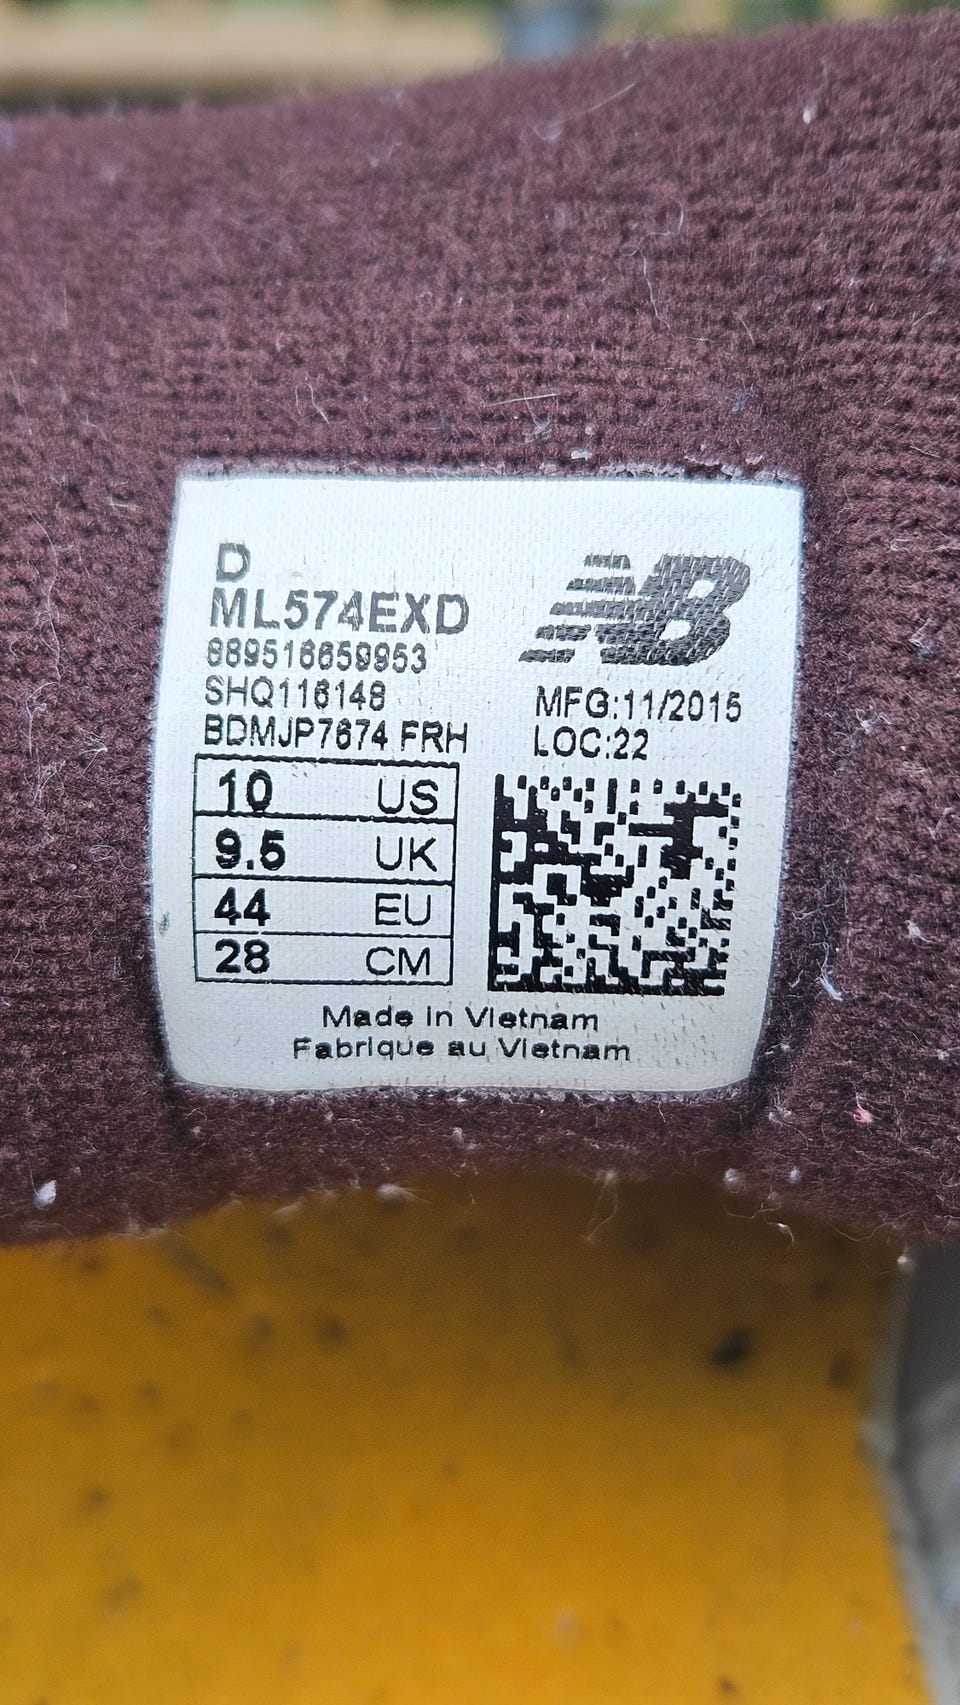 D
ML574EXD
NB
889516659953
SHQ116148
BDMJP7674 FRH
MFG:11/2015
LOC:22
10 US
9.5 UK
44 EU
28 CM
Made in Vietnam
Fabrique au Vietnam